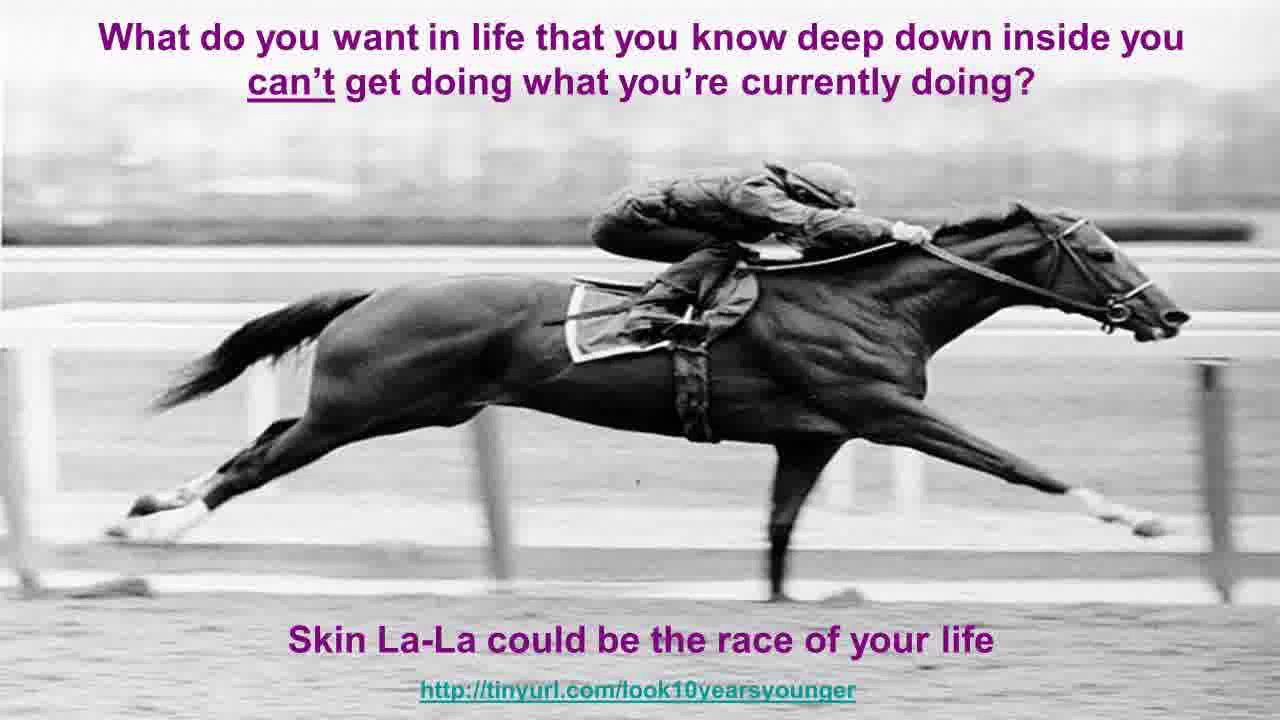 What do you want in life that you know deep down inside you
can’t get doing what you’re currently doing?
Skin La-La could be the race of your life
http://tinyurl.com/look10yearsyounger